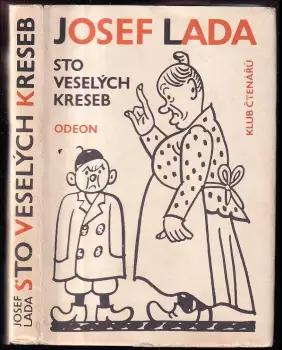 JOSEF LADA
STO
VESELÝCH
KRESEB
ODEON
KLUB ČTENÁŘŮ
JOSEF
LADA
STO VESELÝCH KRESEB